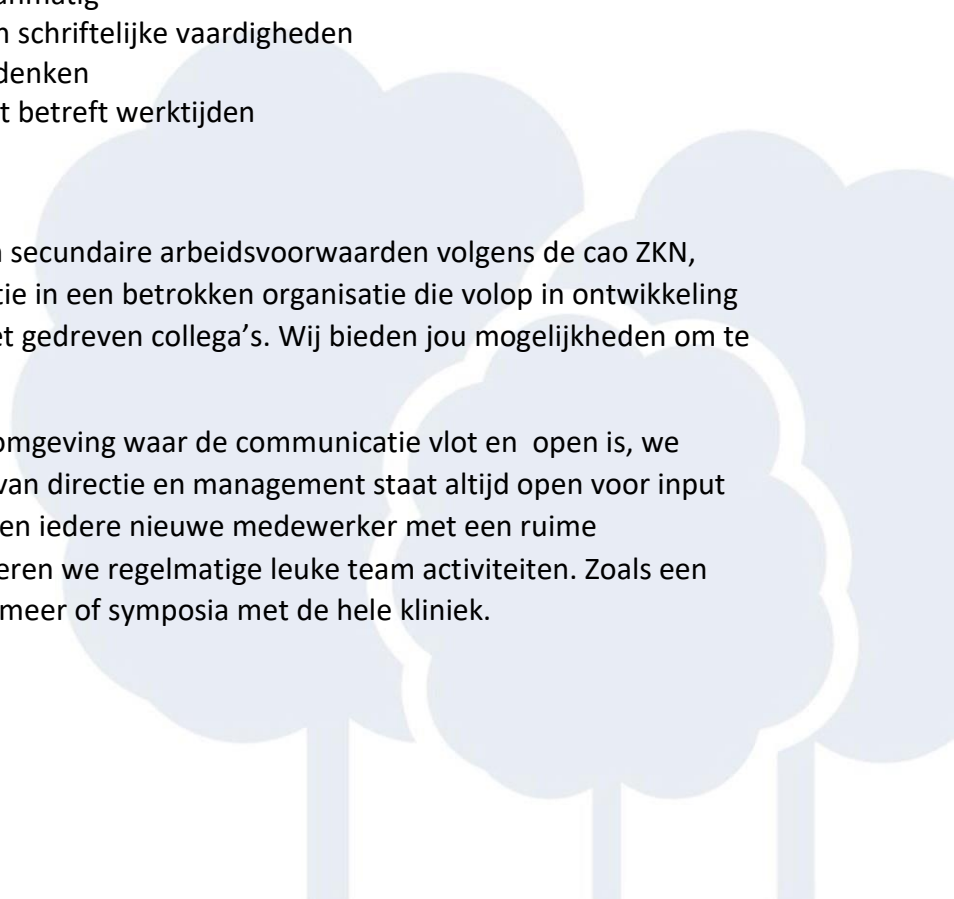 anmatig
n schriftelijke vaardigheden
denken
t betreft werktijden
n secundaire arbeidsvoorwaarden volgens de cao ZKN,
tie in een betrokken organisatie die volop in ontwikkeling
et gedreven collega’s. Wij bieden jou mogelijkheden om te
omgeving waar de communicatie vlot en  open is, we
van directie en management staat altijd open voor input
en iedere nieuwe medewerker met een ruime
eren we regelmatige leuke team activiteiten. Zoals een
meer of symposia met de hele kliniek.